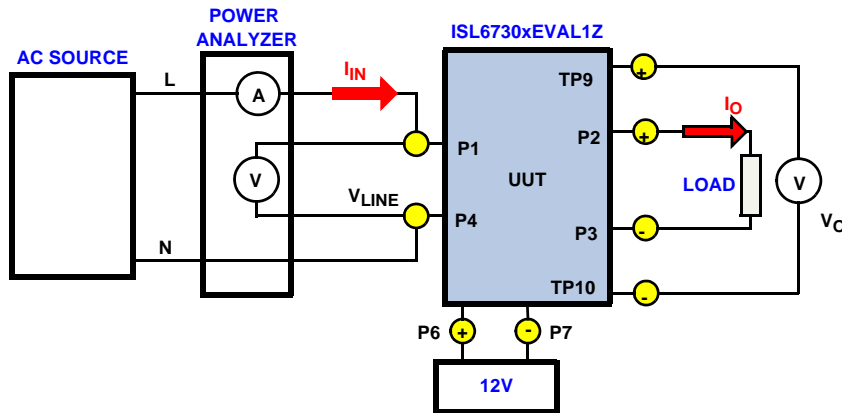 POWER
ANALYZER
ISL6730xEVAL1Z
AC SOURCE
L
A
IIN
TP9
+
P1
P2
+
IO
V
UUT
LOAD
V
VLINE
P4
P3
-
VO
N
TP10
-
P6
+
-
P7
12V